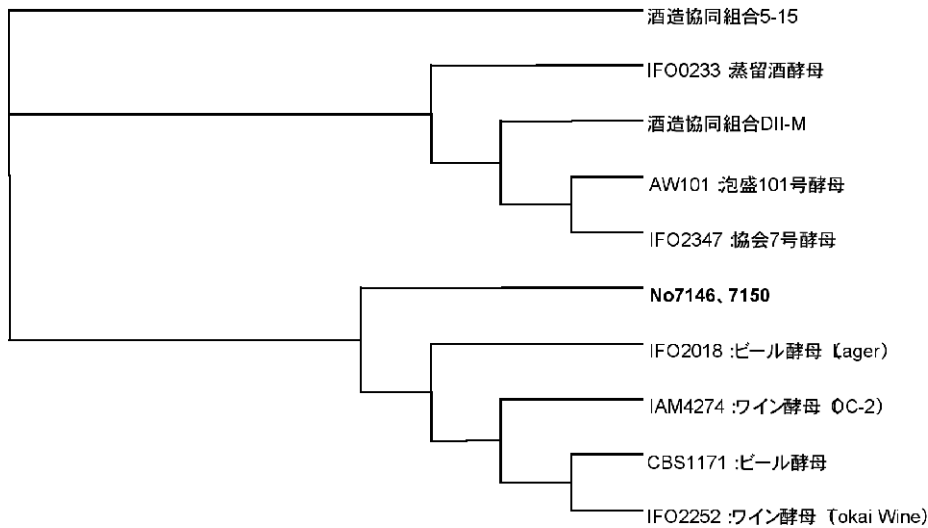 酒造協同組合5-15
IFO0233 :蒸留酒酵母
酒造協同組合DII-M
AW101 :泡盛101号酵母
IFO2347 :協会7号酵母
No7146、7150
IFO2018 :ビール酵母（Lager）
IAM4274 :ワイン酵母（OC-2）
CBS1171 :ビール酵母
IFO2252 :ワイン酵母（Tokai Wine）